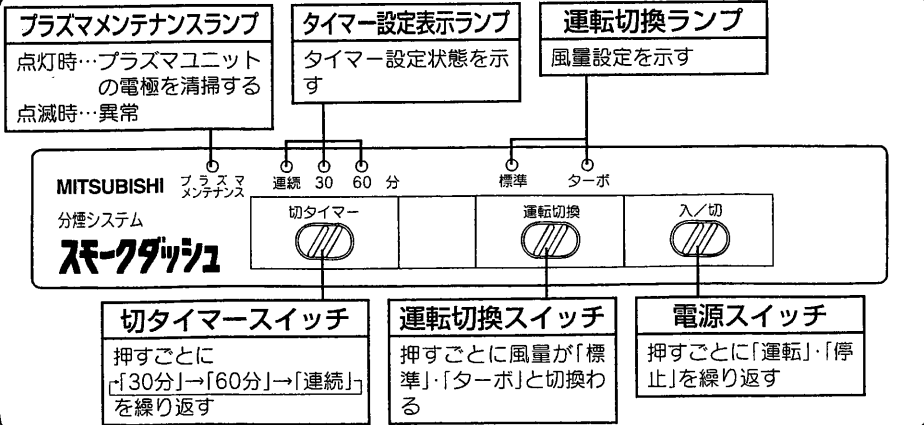 プラズマメンテナンスランプ
点灯時…プラズマユニット
の電極を清掃する
点滅時…異常
タイマー設定表示ランプ
タイマー設定状態を示
す
運転切換ランプ
風量設定を示す
MITSUBISHI
プラズマ
メンテナンス
連続 30 60 分
標準 ターボ
分煙システム
スモークダッシュ
切タイマー
運転切換
入/切
切タイマースイッチ
押すごとに
「30分」→「60分」→「連続」
を繰り返す
運転切換スイッチ
押すごとに風量が「標
準」・「ターボ」と切換わ
る
電源スイッチ
押すごとに「運転」・「停
止」を繰り返す